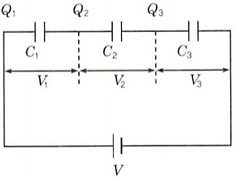 Q₁ Q₂ Q₃
C₁ C₂ C₃
V₁ V₂ V₃
V